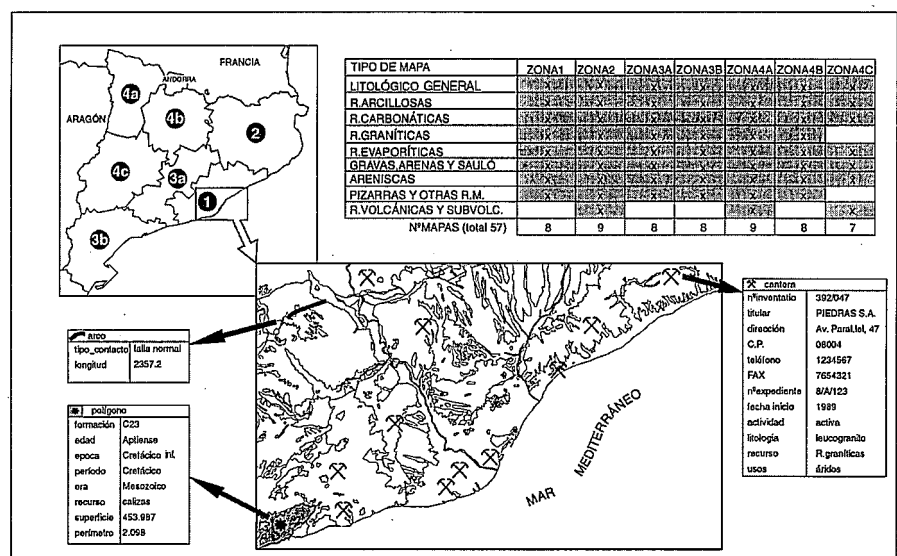 FRANCIA
ANDORRA
ARAGÓN
4a
4b
2
4c
3a
1
3b
TIPO DE MAPA ZONA1 ZONA2 ZONA3A ZONA3B ZONA4A ZONA4B ZONA4C
LITOLÓGICO GENERAL X X X X X X X
R.ARCILLOSAS X X X X X X X
R.CARBONÁTICAS X X X X X X X
R.GRANÍTICAS X X X X X X
R.EVAPORÍTICAS X X X X X X X
GRAVAS,ARENAS Y SAULO X X X X X X X
ARENISCAS X X X X X X X
PIZARRAS Y OTRAS R.M. X X X X X X
R.VOLCÁNICAS Y SUBVOLC. X X X
NºMAPAS (total 57) 8 9 8 8 9 8 7
arco
tipo_contacto falla normal
longitud 2357.2
polígono
formación C23
edad Aptiense
epoca Cretácico inf.
período Cretácico
era Mesozoico
recurso calizas
superficie 453.987
perímetro 2.098
MAR MEDITERRÁNEO
cantera
nºinventario 392/047
titular PIEDRAS S.A.
dirección Av. Paral.lel, 47
C.P. 08004
teléfono 1234567
FAX 7654321
nºexpediente 8/A/123
fecha inicio 1989
actividad activa
litología leucogranito
recurso R.graníticas
usos áridos